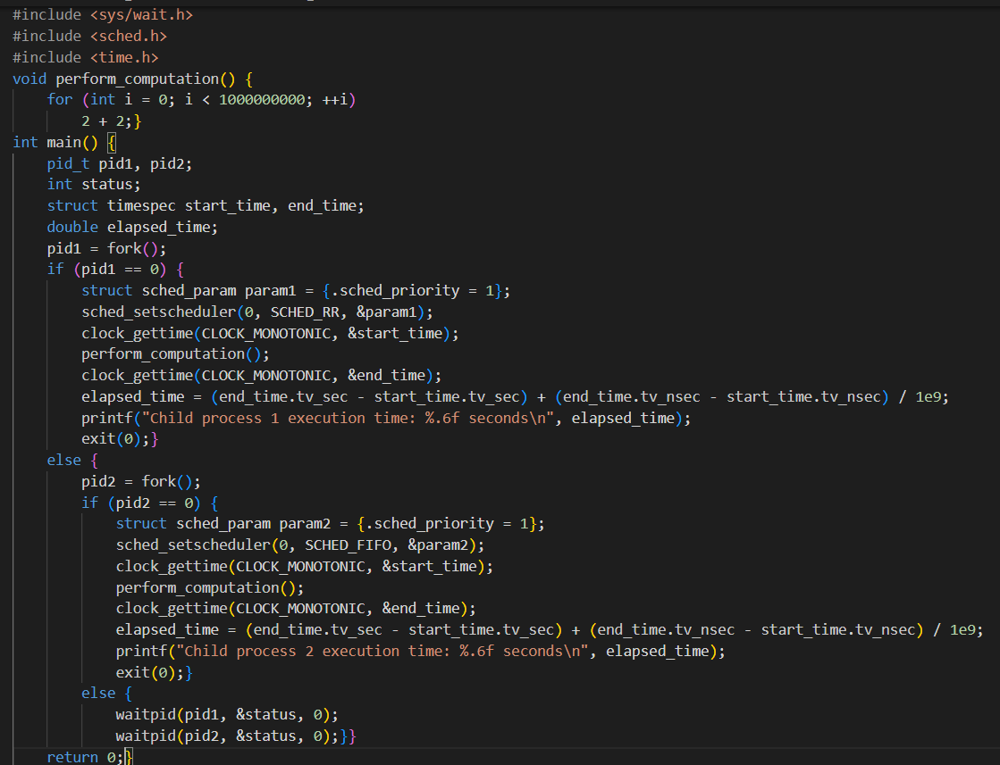 #include <sys/wait.h>
#include <sched.h>
#include <time.h>
void perform_computation() {
    for (int i = 0; i < 1000000000; ++i)
        2 + 2;}
int main() {
    pid_t pid1, pid2;
    int status;
    struct timespec start_time, end_time;
    double elapsed_time;
    pid1 = fork();
    if (pid1 == 0) {
        struct sched_param param1 = {.sched_priority = 1};
        sched_setscheduler(0, SCHED_RR, &param1);
        clock_gettime(CLOCK_MONOTONIC, &start_time);
        perform_computation();
        clock_gettime(CLOCK_MONOTONIC, &end_time);
        elapsed_time = (end_time.tv_sec - start_time.tv_sec) + (end_time.tv_nsec - start_time.tv_nsec) / 1e9;
        printf("Child process 1 execution time: %.6f seconds\n", elapsed_time);
        exit(0);}
    else {
        pid2 = fork();
        if (pid2 == 0) {
            struct sched_param param2 = {.sched_priority = 1};
            sched_setscheduler(0, SCHED_FIFO, &param2);
            clock_gettime(CLOCK_MONOTONIC, &start_time);
            perform_computation();
            clock_gettime(CLOCK_MONOTONIC, &end_time);
            elapsed_time = (end_time.tv_sec - start_time.tv_sec) + (end_time.tv_nsec - start_time.tv_nsec) / 1e9;
            printf("Child process 2 execution time: %.6f seconds\n", elapsed_time);
            exit(0);}
        else {
            waitpid(pid1, &status, 0);
            waitpid(pid2, &status, 0);}}
    return 0;}